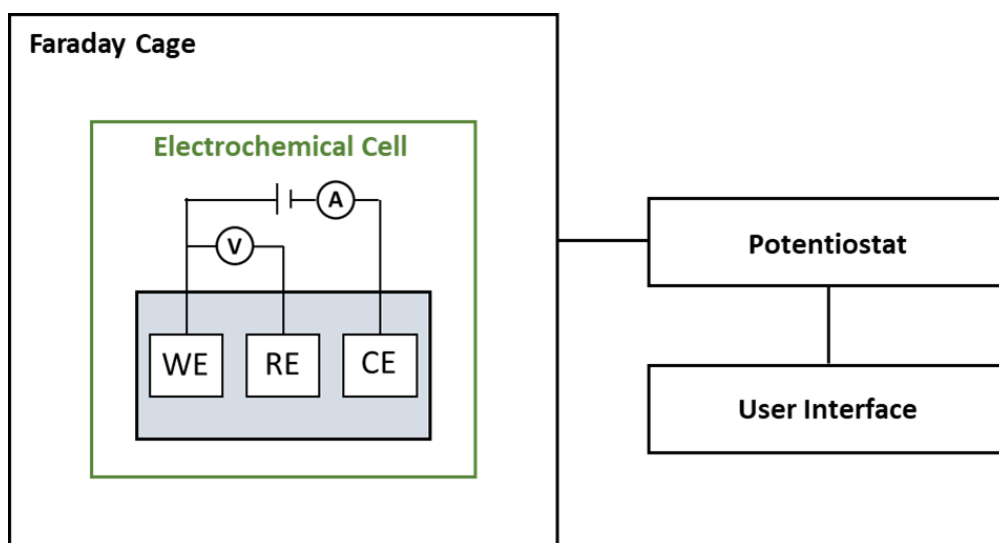 Faraday Cage
Electrochemical Cell
A
V
WE RE CE
Potentiostat
User Interface